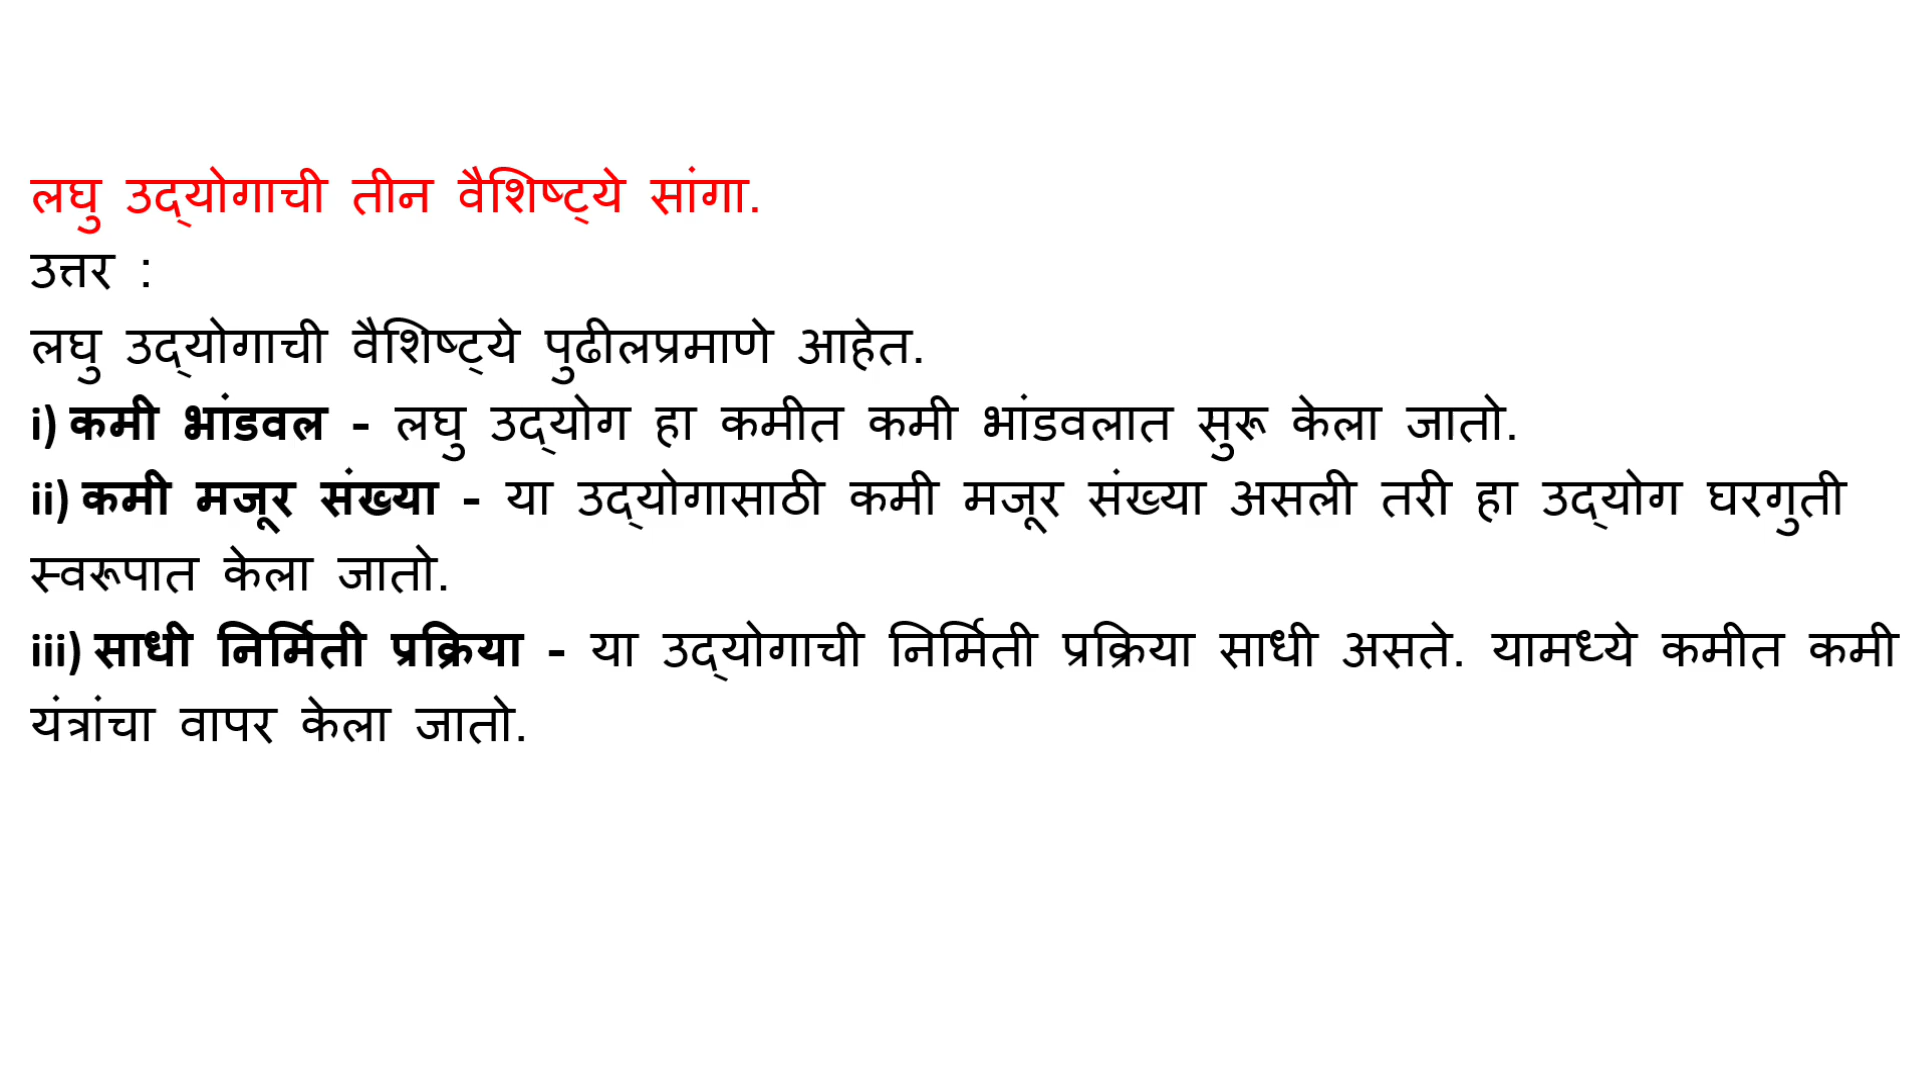 लघु उद्‌योगाची तीन वैशिष्ट्ये सांगा.
उत्तर :
लघु उद्‌योगाची वैशिष्ट्ये पुढीलप्रमाणे आहेत.
i) कमी भांडवल - लघु उद्‌योग हा कमीत कमी भांडवलात सुरू केला जातो.
ii) कमी मजूर संख्या - या उद्‌योगासाठी कमी मजूर संख्या असली तरी हा उद्‌योग घरगुती
स्वरूपात केला जातो.
iii) साधी निर्मिती प्रक्रिया - या उद्‌योगाची निर्मिती प्रक्रिया साधी असते. यामध्ये कमीत कमी
यंत्रांचा वापर केला जातो.